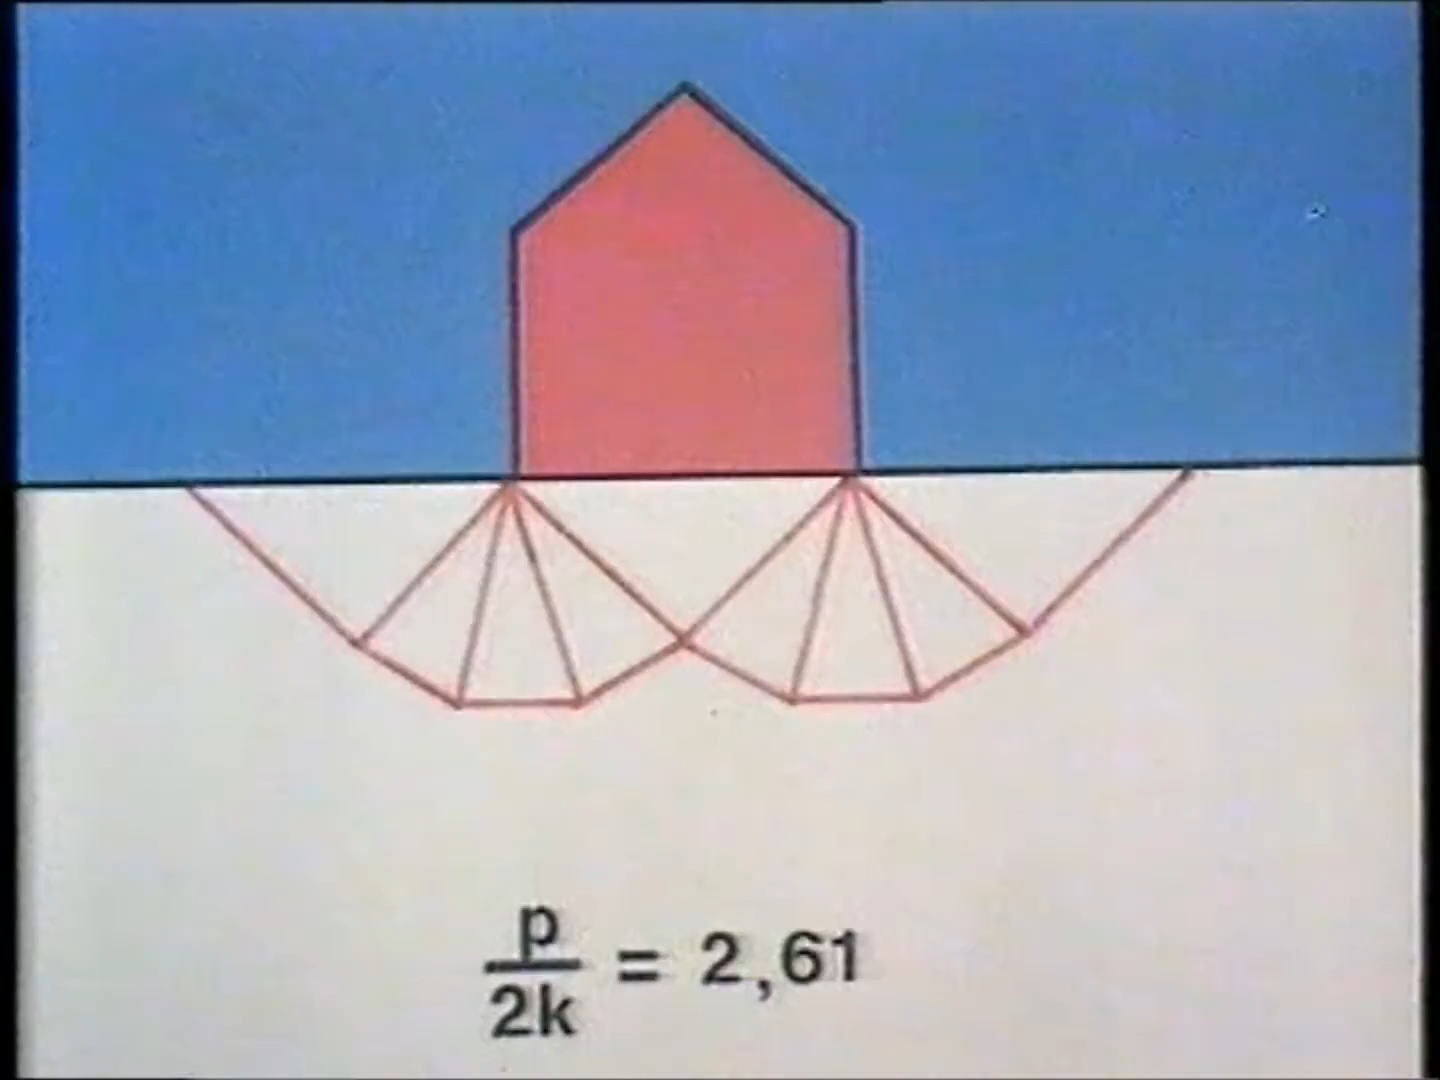 p/2k = 2,61